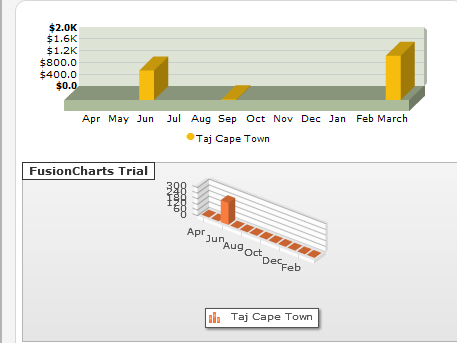 $2.0K
$1.6K
$1.2K
$800.0
$400.0
$0.0
Apr May Jun Jul Aug Sep Oct Nov Dec Jan Feb March
Taj Cape Town
FusionCharts Trial
300
240
180
120
60
0
Apr
Jun
Aug
Oct
Dec
Feb
Taj Cape Town